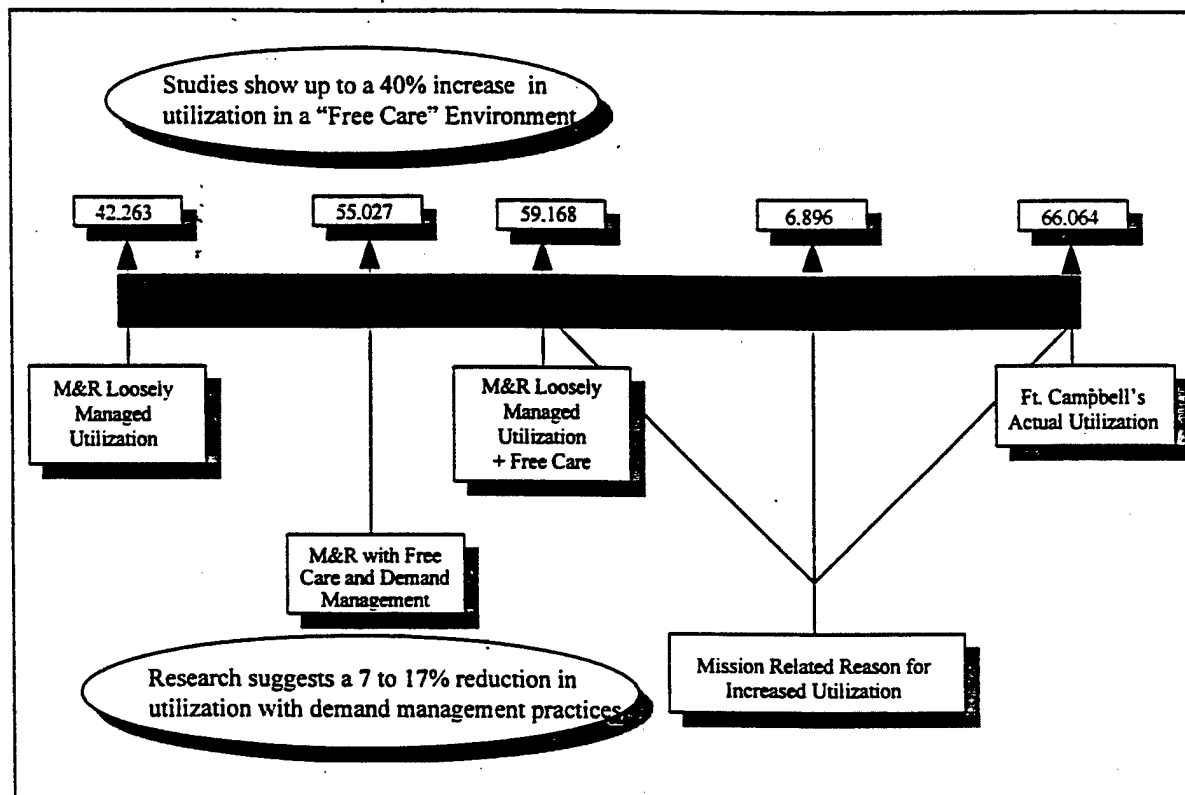 Studies show up to a 40% increase in
utilization in a “Free Care” Environment
42.263
55.027
59.168
6.896
66.064
M&R Loosely
Managed
Utilization
M&R Loosely
Managed
Utilization
+ Free Care
Ft. Campbell's
Actual Utilization
M&R with Free
Care and Demand
Management
Mission Related Reason for
Increased Utilization
Research suggests a 7 to 17% reduction in
utilization with demand management practices